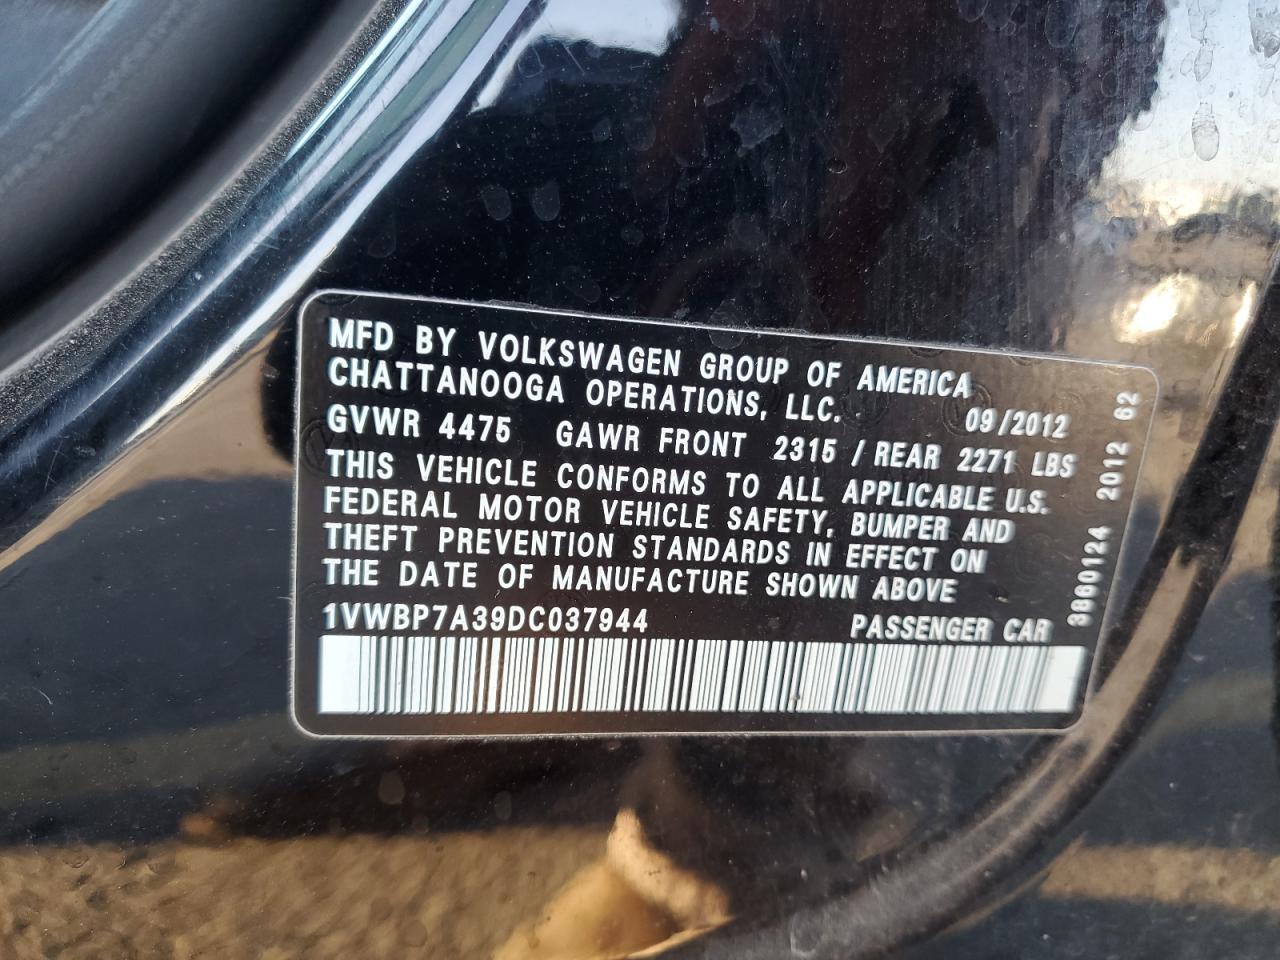 MFD BY VOLKSWAGEN GROUP OF AMERICA
CHATTANOOGA OPERATIONS, LLC.
09/2012
GVWR 4475 GAWR FRONT 2315 / REAR 2271 LBS
THIS VEHICLE CONFORMS TO ALL APPLICABLE U.S.
FEDERAL MOTOR VEHICLE SAFETY, BUMPER AND
THEFT PREVENTION STANDARDS IN EFFECT ON
THE DATE OF MANUFACTURE SHOWN ABOVE
1VWBP7A39DC037944 PASSENGER CAR
3860124 2012 62